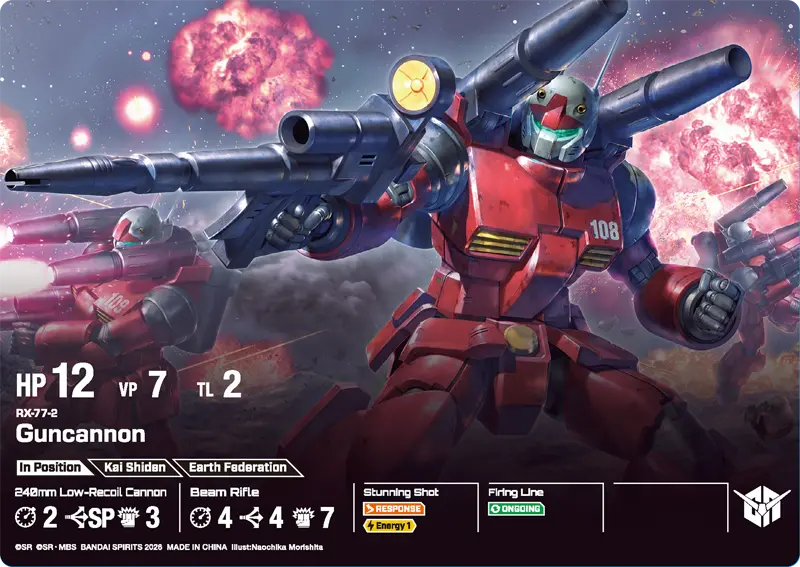 108
108
HP 12 VP 7 TL 2
RX-77-2
Guncannon
In Position Kai Shiden Earth Federation
240mm Low-Recoil Cannon
2 SP 3
Beam Rifle
4 4 7
Stunning Shot
RESPONSE
Energy 1
Firing Line
ONGOING
©SR ©SR・MBS BANDAI SPIRITS 2026 MADE IN CHINA Illust:Naochika Morishita